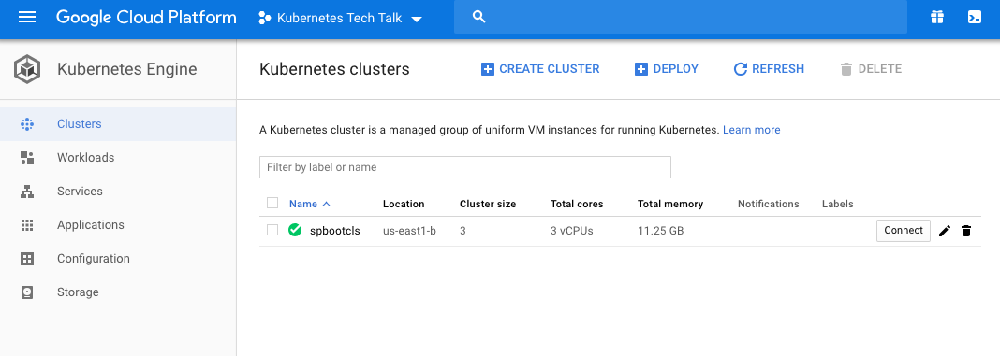 Google Cloud Platform Kubernetes Tech Talk
Kubernetes Engine
Clusters
Workloads
Services
Applications
Configuration
Storage
Kubernetes clusters CREATE CLUSTER DEPLOY REFRESH DELETE
A Kubernetes cluster is a managed group of uniform VM instances for running Kubernetes. Learn more
Filter by label or name
Name Location Cluster size Total cores Total memory Notifications Labels
spbootcls us-east1-b 3 3 vCPUs 11.25 GB Connect